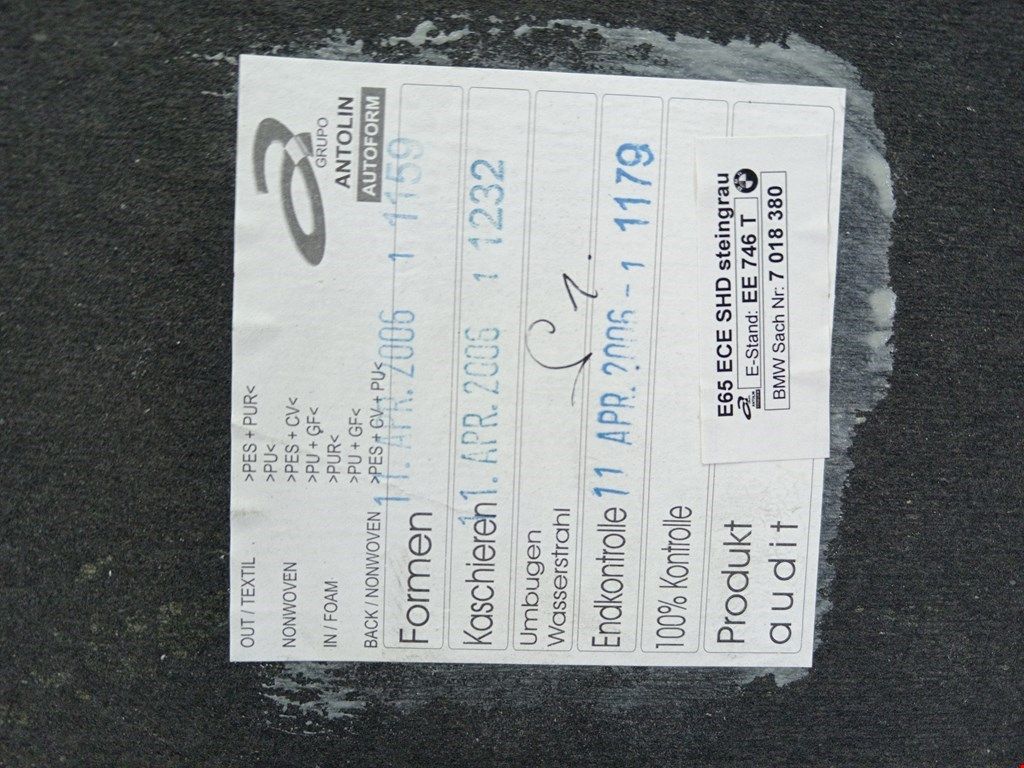 OUT / TEXTIL >PES + PUR<
>PU<
NONWOVEN >PES + CV<
>PU + GF<
IN / FOAM >PUR<
>PU + GF<
BACK / NONWOVEN >PES + CV + PU<
GRUPO
ANTOLIN
AUTOFORM
Formen 11. APR. 2006 1 1159
Kaschieren 11. APR. 2006 1 1232
Umbugen
Wasserstrahl
Endkontrolle 11 APR. 2006 - 1 1179
100% Kontrolle
Produkt
audit
E65 ECE SHD steingrau
E-Stand: EE 746 T
BMW Sach Nr: 7 018 380